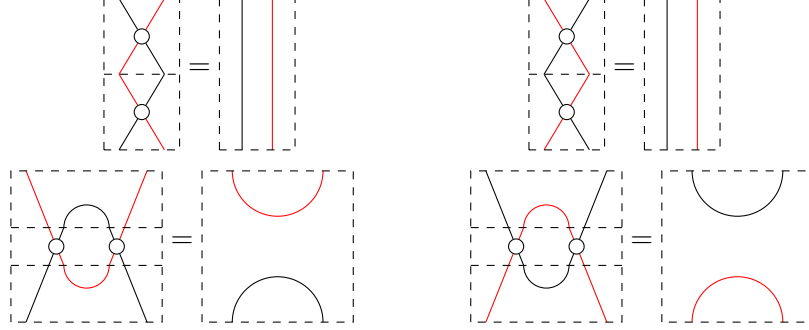 =
=
=
=